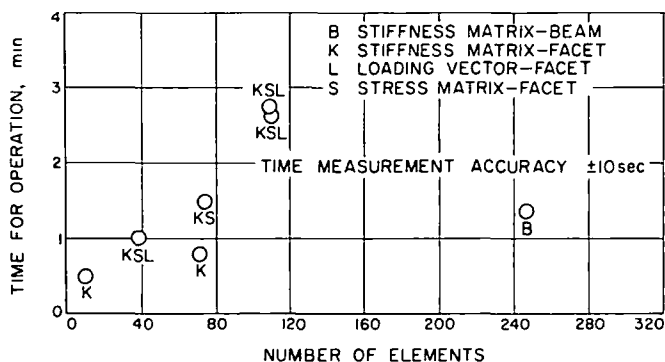 TIME FOR OPERATION, min
4
3
2
1
0
B STIFFNESS MATRIX-BEAM
K STIFFNESS MATRIX-FACET
L LOADING VECTOR-FACET
S STRESS MATRIX-FACET
KSL
KSL
TIME MEASUREMENT ACCURACY ±10sec
KS
KSL
K
K
B
0 40 80 120 160 200 240 280 320
NUMBER OF ELEMENTS